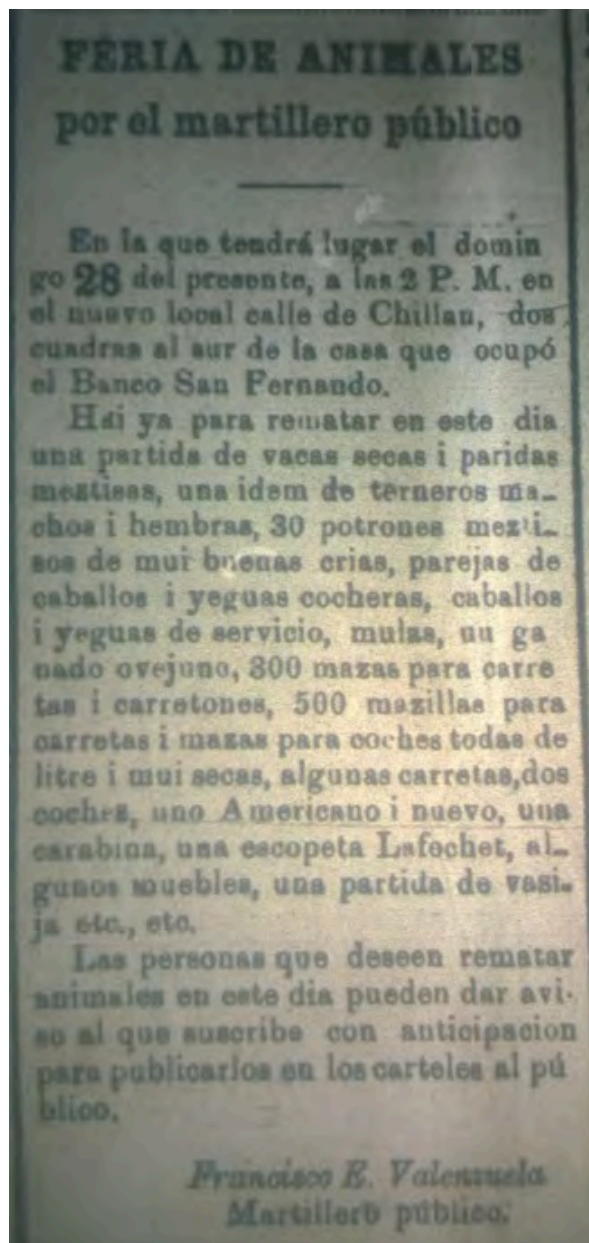 FERIA DE ANIMALES
por el martillero público
En la que tendrá lugar el domin
go 28 del presente, a las 2 P. M. en
el nuevo local calle de Chillan, dos
cuadras al sur de la casa que ocupó
el Banco San Fernando.
Hai ya para rematar en este dia
una partida de vacas secas i paridas
mestisas, una idem de terneros ma-
chos i hembras, 30 potrones mezti-
sos de mui buenas crias, parejas de
caballos i yeguas cocheras, caballos
i yeguas de servicio, mulas, un ga
nado ovejuno, 300 mazas para carre
tas i carretones, 500 mazillas para
carretas i mazas para coches todas de
litre i mui secas, algunas carretas,dos
coches, uno Americano i nuevo, una
carabina, una escopeta Lafochet, al-
gunos muebles, una partida de vasi-
ja etc., etc.
Las personas que deseen rematar
animales en este dia pueden dar avi-
so al que suscribe con anticipacion
para publicarlos en los carteles al pú
blico.
Francisco E. Valenzuela
Martillero público.